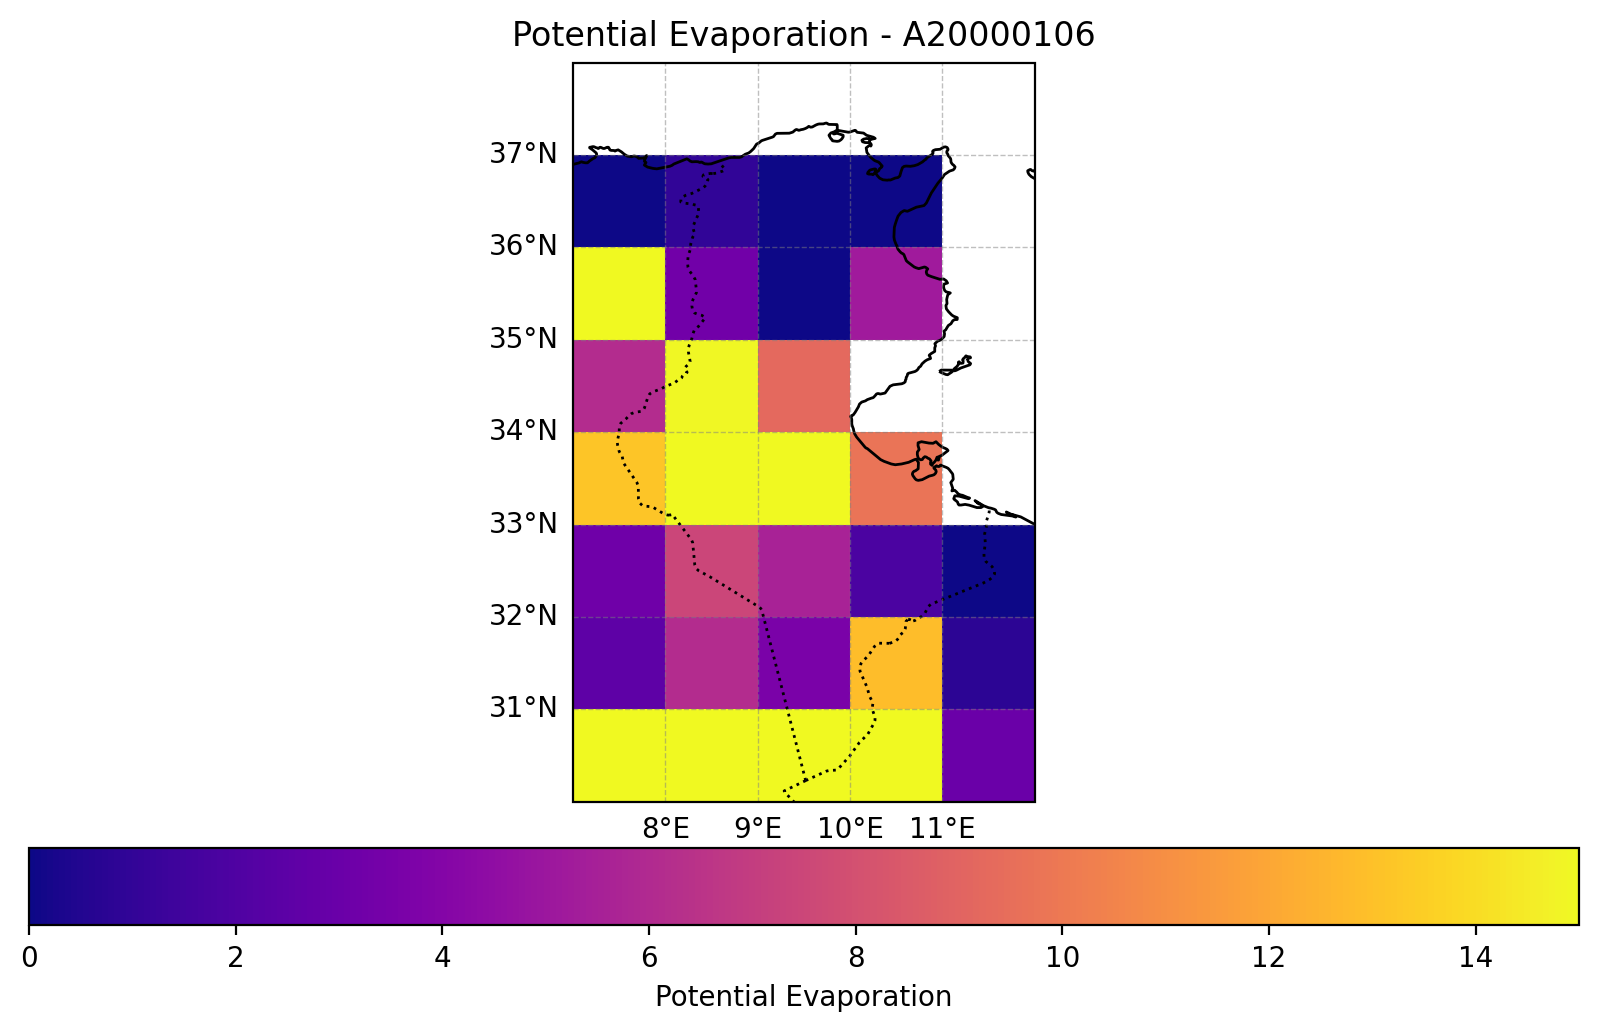 Potential Evaporation - A20000106
37°N
36°N
35°N
34°N
33°N
32°N
31°N
8°E 9°E 10°E 11°E
0 2 4 6 8 10 12 14
Potential Evaporation